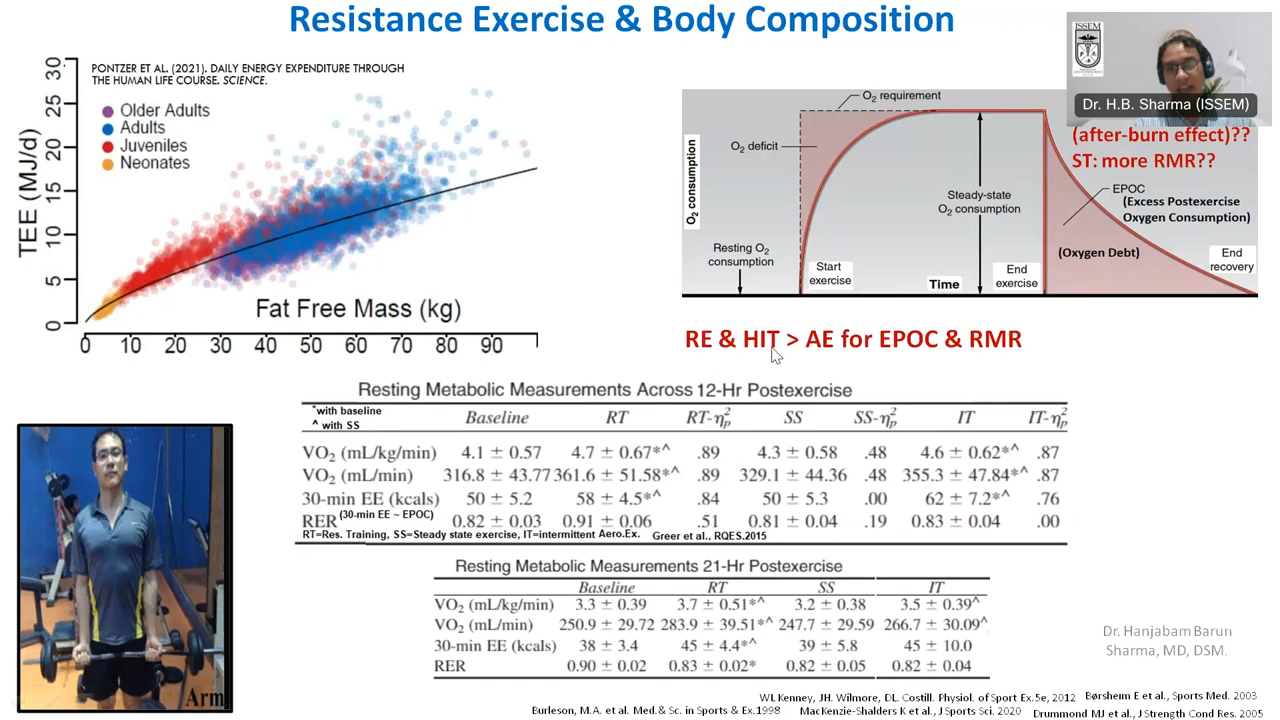 Resistance Exercise & Body Composition
PONTZER ET AL. (2021). DAILY ENERGY EXPENDITURE THROUGH
THE HUMAN LIFE COURSE. SCIENCE.
Older Adults
Adults
Juveniles
Neonates
TEE (MJ/d)
30
25
20
15
10
5
0
Fat Free Mass (kg)
0 10 20 30 40 50 60 70 80 90
ISSEM
Dr. H.B. Sharma (ISSEM)
(after-burn effect)??
ST: more RMR??
O₂ requirement
O₂ deficit
O₂ consumption
Steady-state
O₂ consumption
EPOC
(Excess Postexercise
Oxygen Consumption)
(Oxygen Debt)
Resting O₂
consumption
Start
exercise
Time
End
exercise
End
recovery
RE & HIT > AE for EPOC & RMR
Resting Metabolic Measurements Across 12-Hr Postexercise
*with baseline
^ with SS
Baseline RT RT-η²p SS SS-η²p IT IT-η²p
VO₂ (mL/kg/min) 4.1 ± 0.57 4.7 ± 0.67*^ .89 4.3 ± 0.58 .48 4.6 ± 0.62*^ .87
VO₂ (mL/min) 316.8 ± 43.77 361.6 ± 51.58*^ .89 329.1 ± 44.36 .48 355.3 ± 47.84*^ .87
30-min EE (kcals) 50 ± 5.2 58 ± 4.5*^ .84 50 ± 5.3 .00 62 ± 7.2*^ .76
RER (30-min EE ~ EPOC) 0.82 ± 0.03 0.91 ± 0.06 .51 0.81 ± 0.04 .19 0.83 ± 0.04 .00
RT=Res. Training, SS=Steady state exercise, IT=intermittent Aero.Ex. Greer et al., RQES.2015
Resting Metabolic Measurements 21-Hr Postexercise
Baseline RT SS IT
VO₂ (mL/kg/min) 3.3 ± 0.39 3.7 ± 0.51*^ 3.2 ± 0.38 3.5 ± 0.39^
VO₂ (mL/min) 250.9 ± 29.72 283.9 ± 39.51*^ 247.7 ± 29.59 266.7 ± 30.09^
30-min EE (kcals) 38 ± 3.4 45 ± 4.4*^ 39 ± 5.8 45 ± 10.0
RER 0.90 ± 0.02 0.83 ± 0.02* 0.82 ± 0.05 0.82 ± 0.04
Arm
Dr. Hanjabam Barun
Sharma, MD, DSM.
WL Kenney, JH. Wilmore, DL. Costill. Physiol. of Sport Ex.5e, 2012 Børsheim E et al., Sports Med. 2003
Burleson, M.A. et al. Med.& Sc. in Sports & Ex.1998 MacKenzie-Shalders K et al., J Sports Sci. 2020 Drummond MJ et al., J Strength Cond Res. 2005